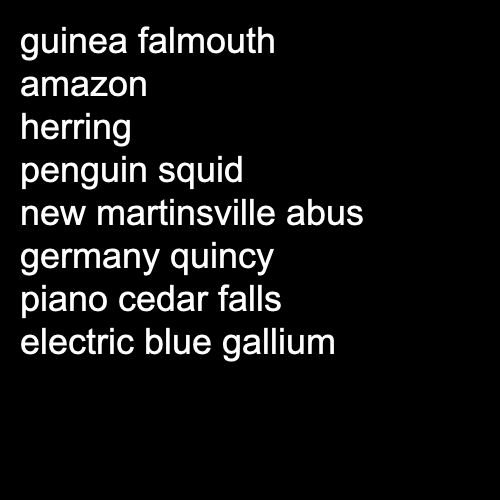 guinea falmouth
amazon
herring
penguin squid
new martinsville abus
germany quincy
piano cedar falls
electric blue gallium